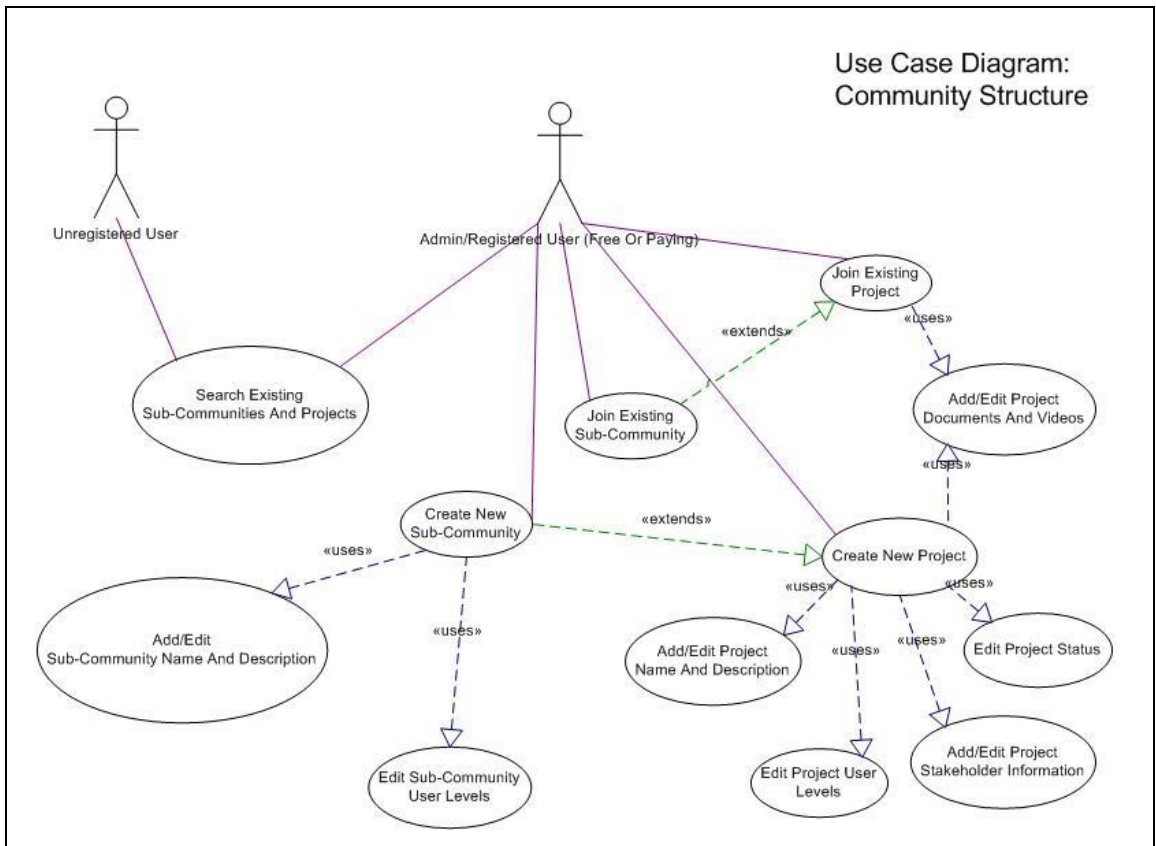 Use Case Diagram:
Community Structure
Unregistered User
Admin/Registered User (Free Or Paying)
Join Existing
Project
«extends»
«uses»
Search Existing
Sub-Communities And Projects
Join Existing
Sub-Community
Add/Edit Project
Documents And Videos
«uses»
Create New
Sub-Community
«extends»
Create New Project
«uses»
«uses»
«uses»
«uses»
«uses»
«uses»
Add/Edit
Sub-Community Name And Description
Add/Edit Project
Name And Description
Edit Project Status
Edit Sub-Community
User Levels
Edit Project User
Levels
Add/Edit Project
Stakeholder Information